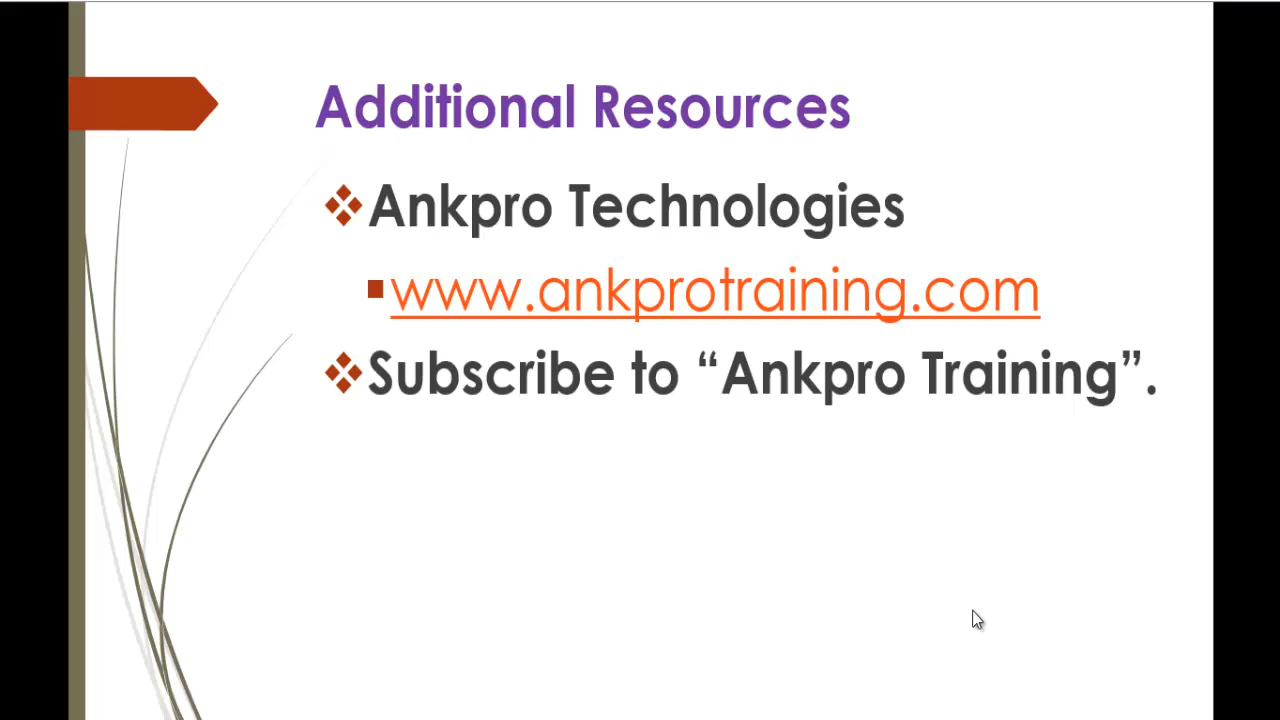 Additional Resources
Ankpro Technologies
www.ankprotraining.com
Subscribe to “Ankpro Training”.